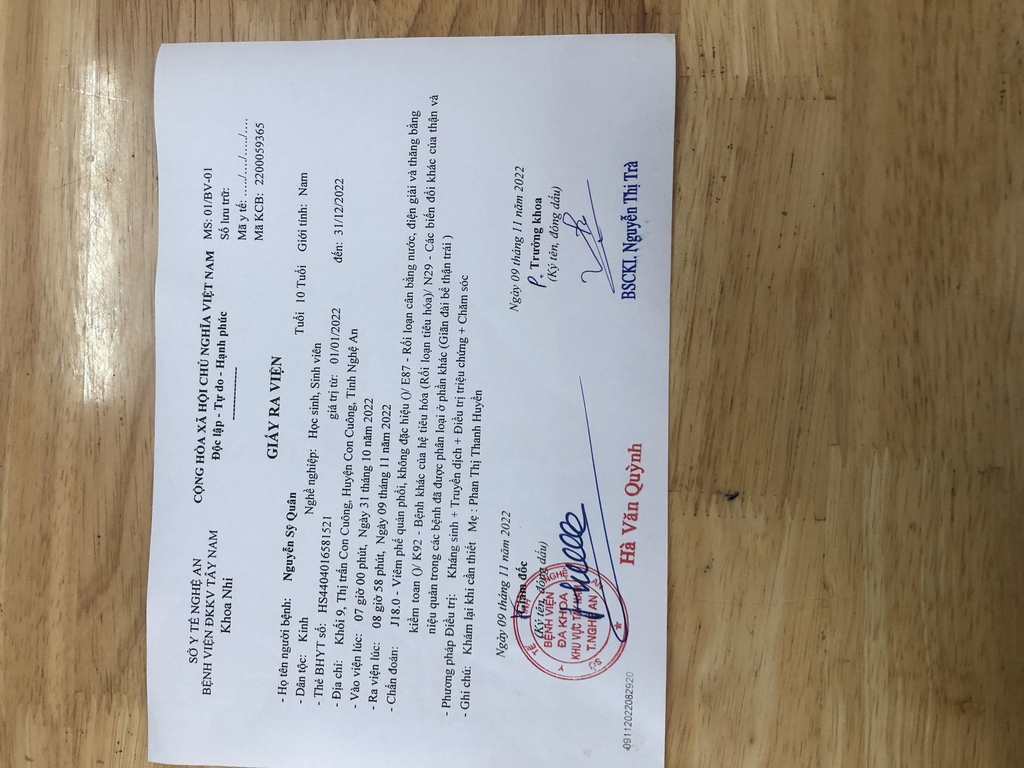 SỞ Y TẾ NGHỆ AN
BỆNH VIỆN ĐKKV TÂY NAM
Khoa Nhi
CỘNG HÒA XÃ HỘI CHỦ NGHĨA VIỆT NAM
Độc lập - Tự do - Hạnh phúc
MS: 01/BV-01
Số lưu trữ:
Mã y tế: ...../..../...../....
Mã KCB: 2200059365
GIẤY RA VIỆN
- Họ tên người bệnh: Nguyễn Sỹ Quân Tuổi 10 Tuổi Giới tính: Nam
- Dân tộc: Kinh Nghề nghiệp: Học sinh, Sinh viên
- Thẻ BHYT số: HS4404016581521 giá trị từ: 01/01/2022 đến: 31/12/2022
- Địa chỉ: Khối 9, Thị trấn Con Cuông, Huyện Con Cuông, Tỉnh Nghệ An
- Vào viện lúc: 07 giờ 00 phút, Ngày 31 tháng 10 năm 2022
- Ra viện lúc: 08 giờ 58 phút, Ngày 09 tháng 11 năm 2022
- Chẩn đoán: J18.0 - Viêm phế quản phổi, không đặc hiệu ()/ E87 - Rối loạn cân bằng nước, điện giải và thăng bằng
kiềm toan ()/ K92 - Bệnh khác của hệ tiêu hóa (Rối loạn tiêu hóa)/ N29 - Các biến đổi khác của thận và
niệu quản trong các bệnh đã được phân loại ở phần khác (Giãn đài bể thận trái )
- Phương pháp Điều trị: Kháng sinh + Truyền dịch + Điều trị triệu chứng + Chăm sóc
- Ghi chú: Khám lại khi cần thiết Mẹ : Phan Thị Thanh Huyền
Ngày 09 tháng 11 năm 2022
Giám đốc
(Ký tên, đóng dấu)
BỆNH VIỆN
ĐA KHOA
KHU VỰC TÂY NAM
T.NGHỆ AN
Hà Văn Quỳnh
09112022082920
Ngày 09 tháng 11 năm 2022
P. Trưởng khoa
(Ký tên, đóng dấu)
BSCKI. Nguyễn Thị Trà